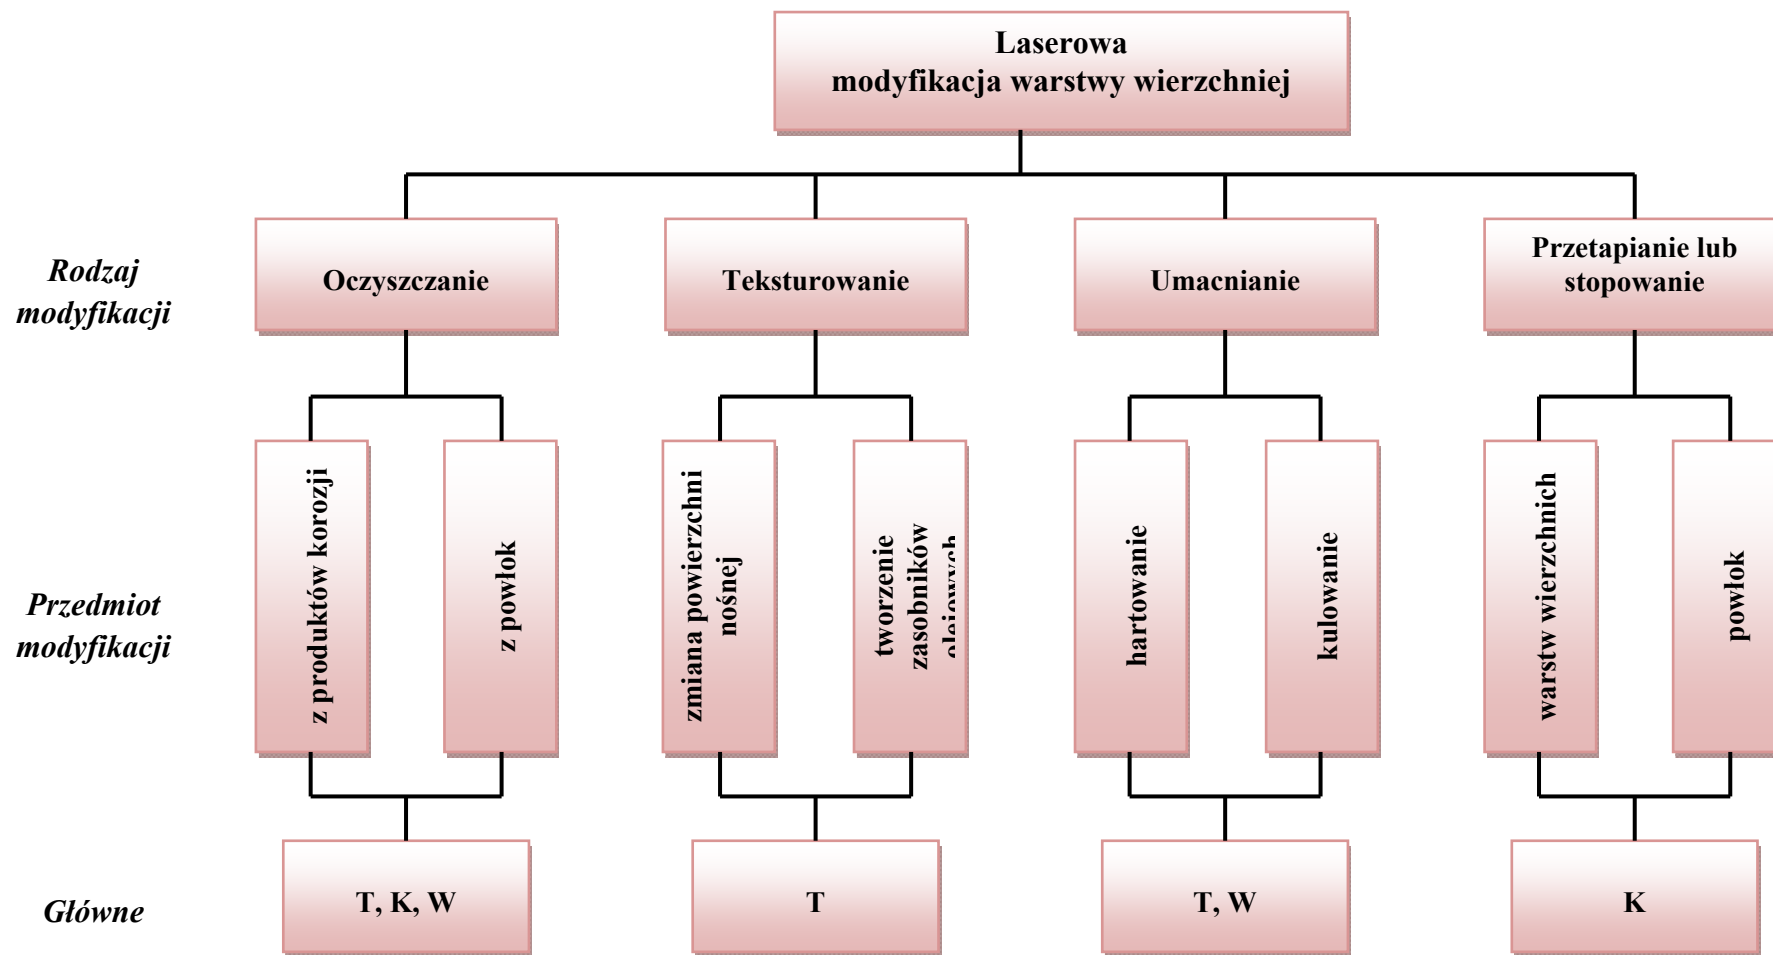 Laserowa
modyfikacja warstwy wierzchniej
Rodzaj
modyfikacji
Oczyszczanie
Teksturowanie
Umacnianie
Przetapianie lub
stopowanie
Przedmiot
modyfikacji
z produktów korozji
z powłok
zmiana powierzchni
nośnej
tworzenie
zasobników
olejowych
hartowanie
kulowanie
warstw wierzchnich
powłok
Główne
T, K, W
T
T, W
K